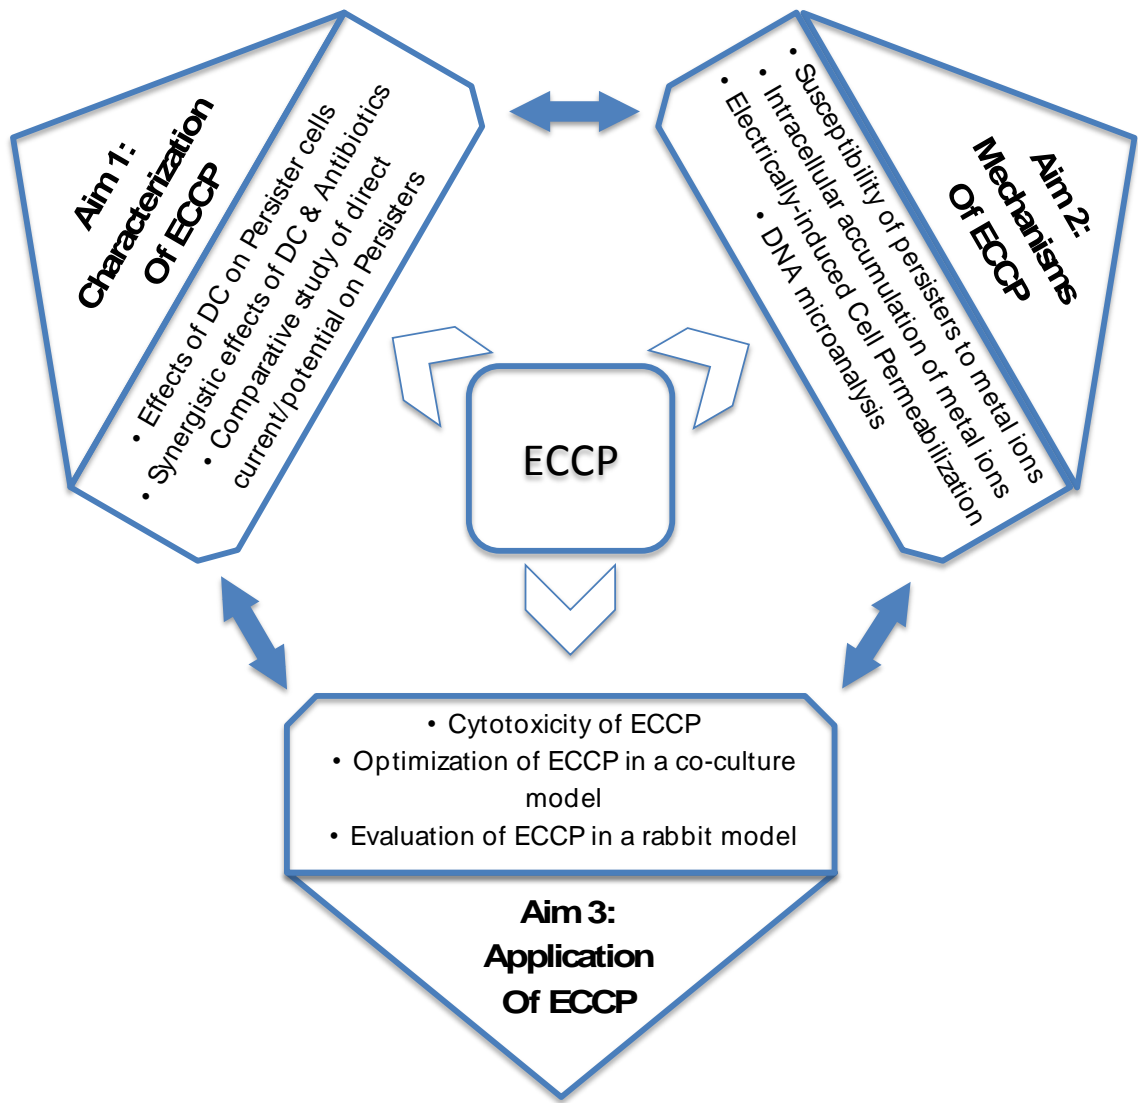 Aim 1:
Characterization
Of ECCP
• Effects of DC on Persister cells
• Synergistic effects of DC & Antibiotics
• Comparative study of direct
current/potential on Persisters
Aim 2:
Mechanisms
Of ECCP
• Susceptibility of persisters to metal ions
• Intracellular accumulation of metal ions
• Electrically-induced Cell Permeabilization
• DNA microanalysis
ECCP
• Cytotoxicity of ECCP
• Optimization of ECCP in a co-culture
model
• Evaluation of ECCP in a rabbit model
Aim 3:
Application
Of ECCP